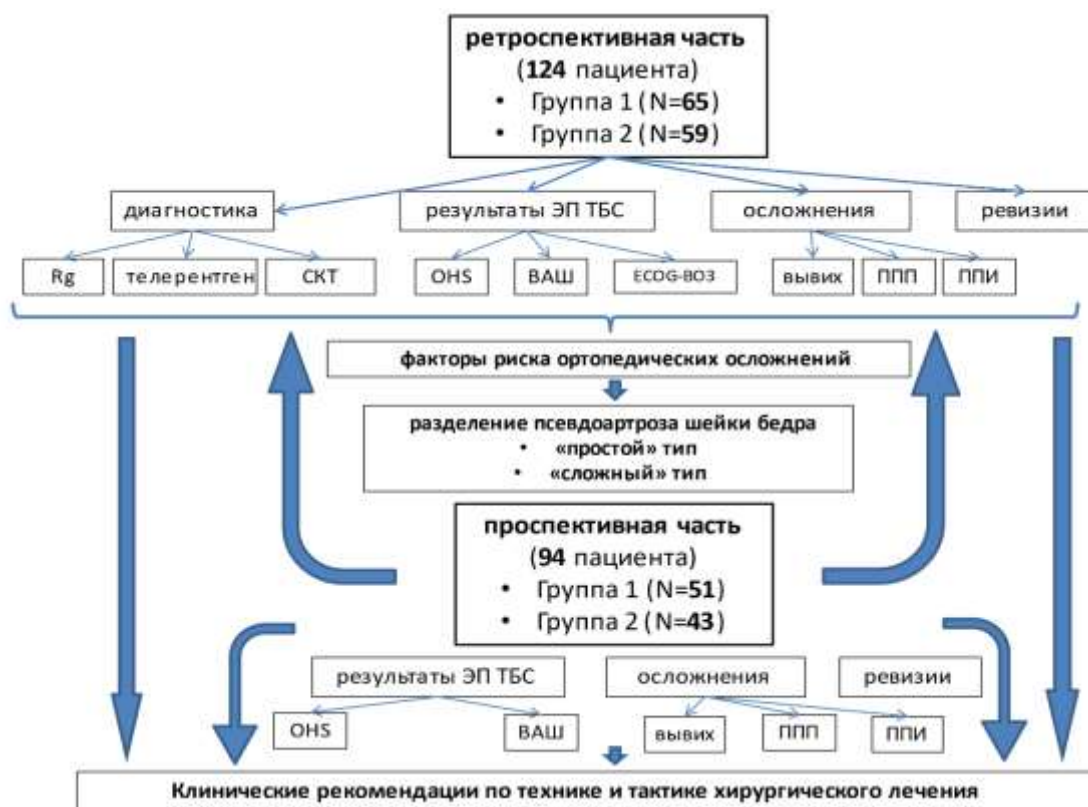 ретроспективная часть
(124 пациента)
• Группа 1 (N=65)
• Группа 2 (N=59)
диагностика
результаты ЭП ТБС
осложнения
ревизии
Rg
телерентген
СКТ
OHS
ВАШ
ECOG-ВОЗ
вывих
ППП
ППИ
факторы риска ортопедических осложнений
разделение псевдоартроза шейки бедра
• «простой» тип
• «сложный» тип
проспективная часть
(94 пациента)
• Группа 1 (N=51)
• Группа 2 (N=43)
результаты ЭП ТБС
осложнения
ревизии
OHS
ВАШ
вывих
ППП
ППИ
Клинические рекомендации по технике и тактике хирургического лечения